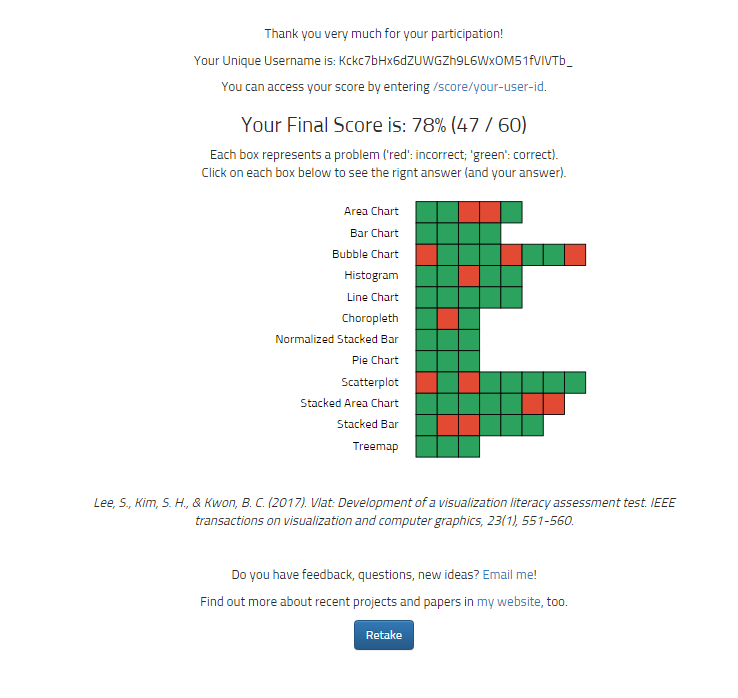 Thank you very much for your participation!
Your Unique Username is: Kckc7bHx6dZUWGZh9L6WxOM51fVIVTb_
You can access your score by entering /score/your-user-id.
Your Final Score is: 78% (47 / 60)
Each box represents a problem ('red': incorrect; 'green': correct).
Click on each box below to see the rignt answer (and your answer).
Area Chart
Bar Chart
Bubble Chart
Histogram
Line Chart
Choropleth
Normalized Stacked Bar
Pie Chart
Scatterplot
Stacked Area Chart
Stacked Bar
Treemap
Lee, S., Kim, S. H., & Kwon, B. C. (2017). Vlat: Development of a visualization literacy assessment test. IEEE
transactions on visualization and computer graphics, 23(1), 551-560.
Do you have feedback, questions, new ideas? Email me!
Find out more about recent projects and papers in my website, too.
Retake